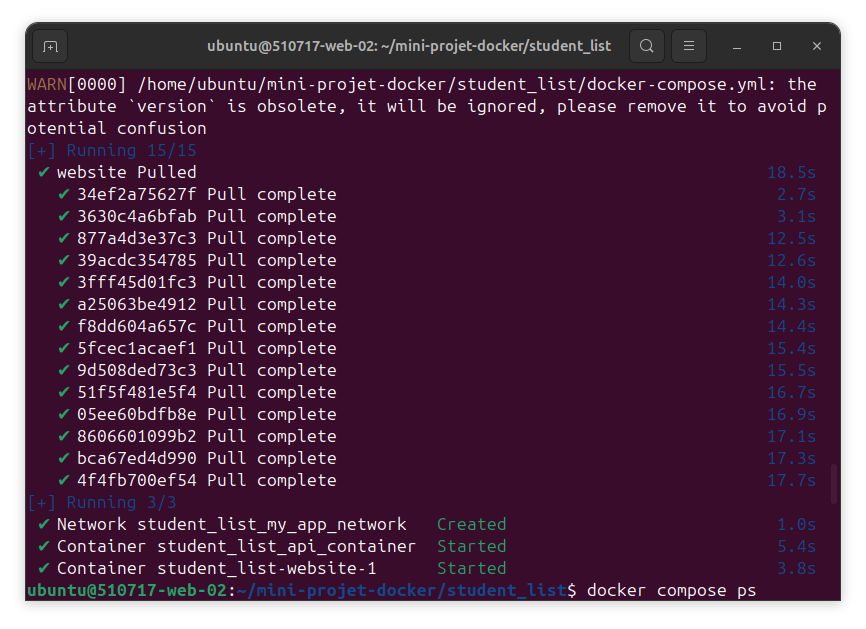 ubuntu@510717-web-02: ~/mini-projet-docker/student_list
WARN[0000] /home/ubuntu/mini-projet-docker/student_list/docker-compose.yml: the
attribute `version` is obsolete, it will be ignored, please remove it to avoid p
otential confusion
[+] Running 15/15
✔ website Pulled 18.5s
✔ 34ef2a75627f Pull complete 2.7s
✔ 3630c4a6bfab Pull complete 3.1s
✔ 877a4d3e37c3 Pull complete 12.5s
✔ 39acdc354785 Pull complete 12.6s
✔ 3fff45d01fc3 Pull complete 14.0s
✔ a25063be4912 Pull complete 14.3s
✔ f8dd604a657c Pull complete 14.4s
✔ 5fcec1acaef1 Pull complete 15.4s
✔ 9d508ded73c3 Pull complete 15.5s
✔ 51f5f481e5f4 Pull complete 16.7s
✔ 05ee60bdfb8e Pull complete 16.9s
✔ 8606601099b2 Pull complete 17.1s
✔ bca67ed4d990 Pull complete 17.3s
✔ 4f4fb700ef54 Pull complete 17.7s
[+] Running 3/3
✔ Network student_list_my_app_network Created 1.0s
✔ Container student_list_api_container Started 5.4s
✔ Container student_list-website-1 Started 3.8s
ubuntu@510717-web-02:~/mini-projet-docker/student_list$ docker compose ps